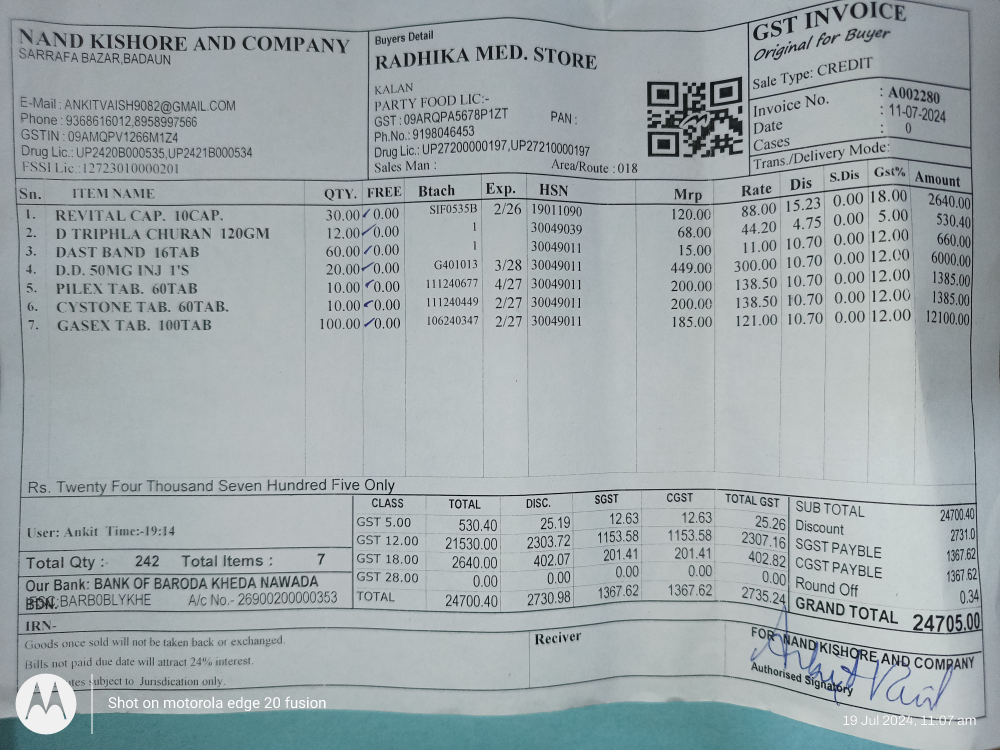 NAND KISHORE AND COMPANY
SARRAFA BAZAR,BADAUN
E-Mail : ANKITVAISH9082@GMAIL.COM
Phone : 9368616012,8958997566
GSTIN : 09AMQPV1266M1Z4
Drug Lic.: UP2420B000535,UP2421B000534
FSSI Lic :12723010000201
Buyers Detail
RADHIKA MED. STORE
KALAN
PARTY FOOD LIC:-
GST : 09ARQPA5678P1ZT PAN :
Ph.No.: 9198046453
Drug Lic.: UP27200000197,UP27210000197
Sales Man : Area/Route : 018
GST INVOICE
Original for Buyer
Sale Type: CREDIT
Invoice No. : A002280
Date : 11-07-2024
Cases : 0
Trans./Delivery Mode:
Sn. ITEM NAME QTY. FREE Btach Exp. HSN Mrp Rate Dis S.Dis Gst% Amount
1. REVITAL CAP. 10CAP. 30.00 0.00 SIF0535B 2/26 19011090 120.00 88.00 15.23 0.00 18.00 2640.00
2. D TRIPHLA CHURAN 120GM 12.00 0.00 1 30049039 68.00 44.20 4.75 0.00 5.00 530.40
3. DAST BAND 16TAB 60.00 0.00 1 30049011 15.00 11.00 10.70 0.00 12.00 660.00
4. D.D. 50MG INJ 1'S 20.00 0.00 G401013 3/28 30049011 449.00 300.00 10.70 0.00 12.00 6000.00
5. PILEX TAB. 60TAB 10.00 0.00 111240677 4/27 30049011 200.00 138.50 10.70 0.00 12.00 1385.00
6. CYSTONE TAB. 60TAB. 10.00 0.00 111240449 2/27 30049011 200.00 138.50 10.70 0.00 12.00 1385.00
7. GASEX TAB. 100TAB 100.00 0.00 106240347 2/27 30049011 185.00 121.00 10.70 0.00 12.00 12100.00
Rs. Twenty Four Thousand Seven Hundred Five Only
User: Ankit Time:-19:14
Total Qty :- 242 Total Items : 7
Our Bank: BANK OF BARODA KHEDA NAWADA
BDN.
BARB0BLYKHE A/c No.- 26900200000353
CLASS TOTAL DISC. SGST CGST TOTAL GST
GST 5.00 530.40 25.19 12.63 12.63 25.26
GST 12.00 21530.00 2303.72 1153.58 1153.58 2307.16
GST 18.00 2640.00 402.07 201.41 201.41 402.82
GST 28.00 0.00 0.00 0.00 0.00 0.00
TOTAL 24700.40 2730.98 1367.62 1367.62 2735.24
SUB TOTAL 24700.40
Discount 2731.0
SGST PAYBLE 1367.62
CGST PAYBLE 1367.62
Round Off 0.34
GRAND TOTAL 24705.00
IRN-
Goods once sold will not be taken back or exchanged.
Bills not paid due date will attract 24% interest.
tes subject to Jurisdication only.
Reciver
FOR NAND KISHORE AND COMPANY
Authorised Signatory
Shot on motorola edge 20 fusion
19 Jul 2024, 11:07 am